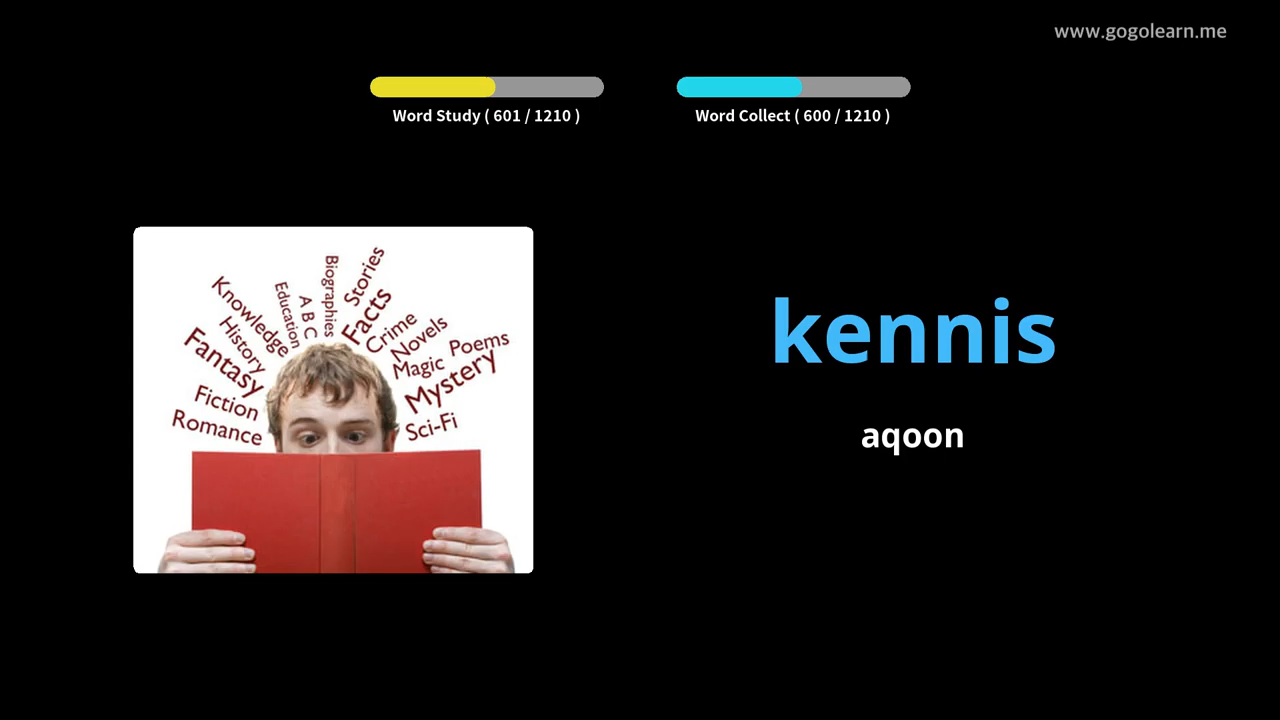 www.gogolearn.me
Word Study ( 601 / 1210 )
Word Collect ( 600 / 1210 )
Biographies
Stories
Education
A B C
Facts
Knowledge
Crime
History
Novels
Fantasy
Magic
Poems
Mystery
Fiction
Romance
Sci-Fi
kennis
aqoon